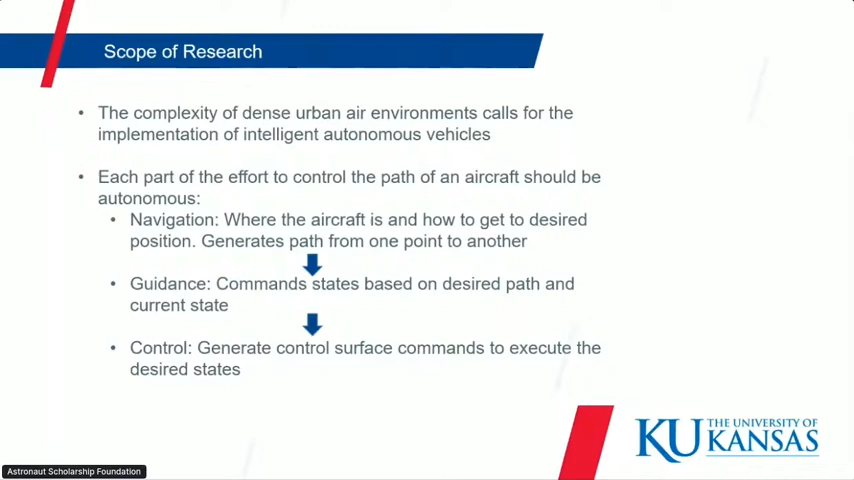 Scope of Research
• The complexity of dense urban air environments calls for the
implementation of intelligent autonomous vehicles
• Each part of the effort to control the path of an aircraft should be
autonomous:
• Navigation: Where the aircraft is and how to get to desired
position. Generates path from one point to another
• Guidance: Commands states based on desired path and
current state
• Control: Generate control surface commands to execute the
desired states
KU THE UNIVERSITY OF
KANSAS
Astronaut Scholarship Foundation